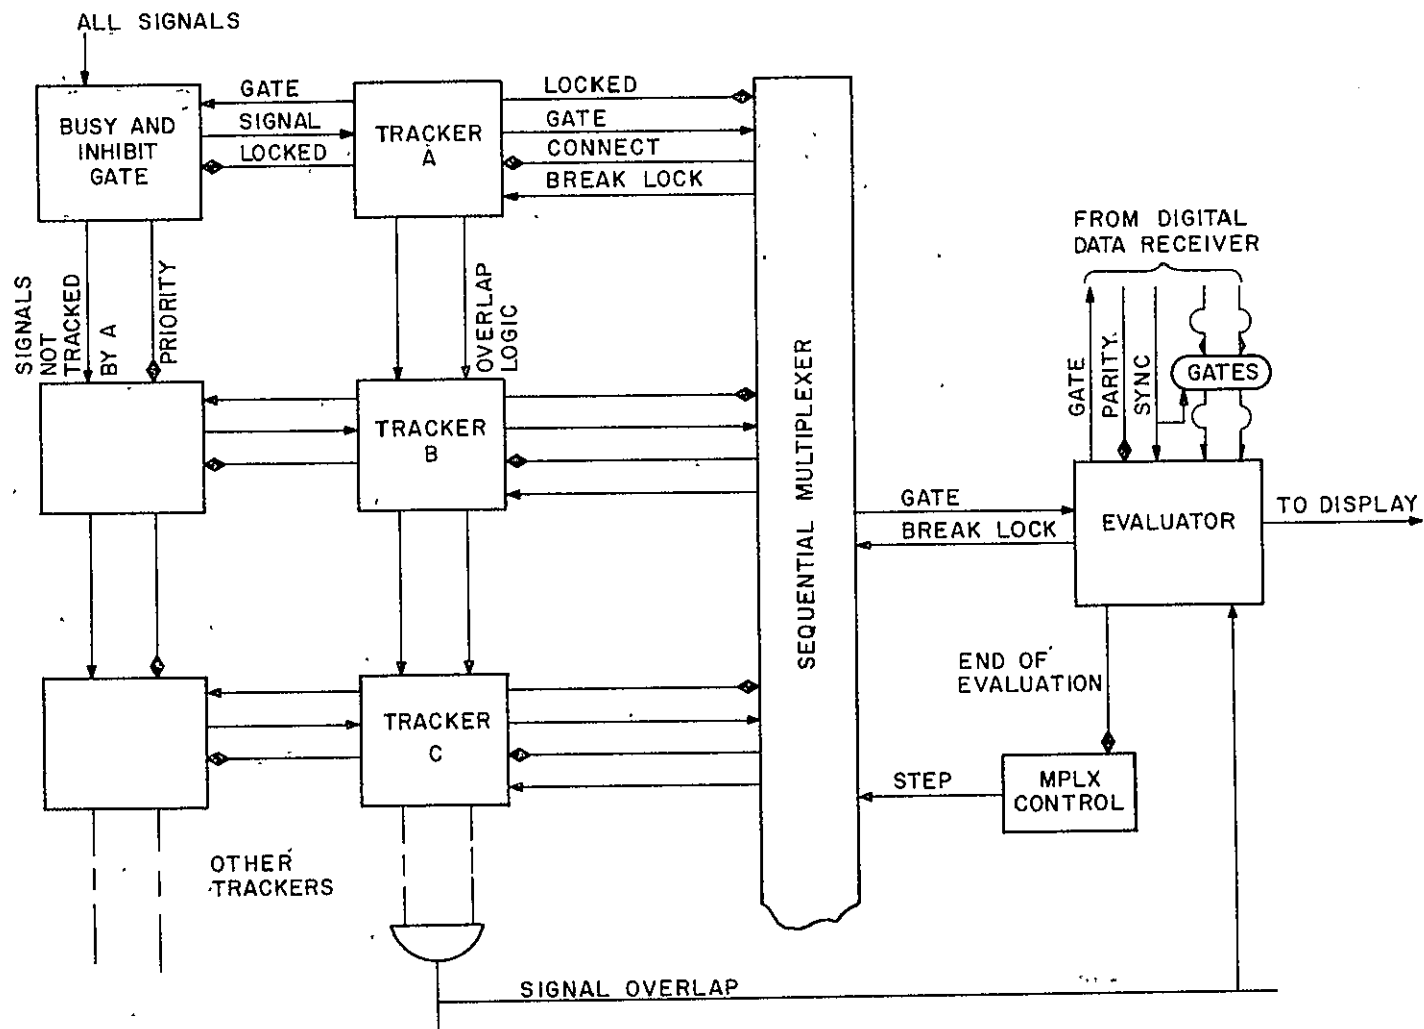 ALL SIGNALS
BUSY AND
INHIBIT
GATE
GATE
SIGNAL
LOCKED
TRACKER
A
LOCKED
GATE
CONNECT
BREAK LOCK
SIGNALS
NOT
TRACKED
BY A
PRIORITY
OVERLAP
LOGIC
TRACKER
B
TRACKER
C
OTHER
TRACKERS
SEQUENTIAL MULTIPLEXER
FROM DIGITAL
DATA RECEIVER
GATE
PARITY
SYNC
GATES
GATE
BREAK LOCK
EVALUATOR
TO DISPLAY
END OF
EVALUATION
STEP
MPLX
CONTROL
SIGNAL OVERLAP